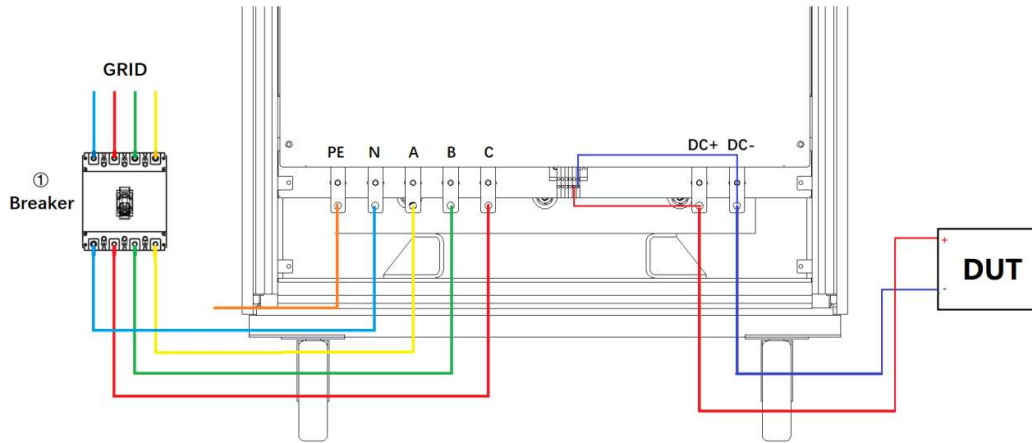 GRID
①
Breaker
PE N A B C DC+ DC-
+
DUT
-